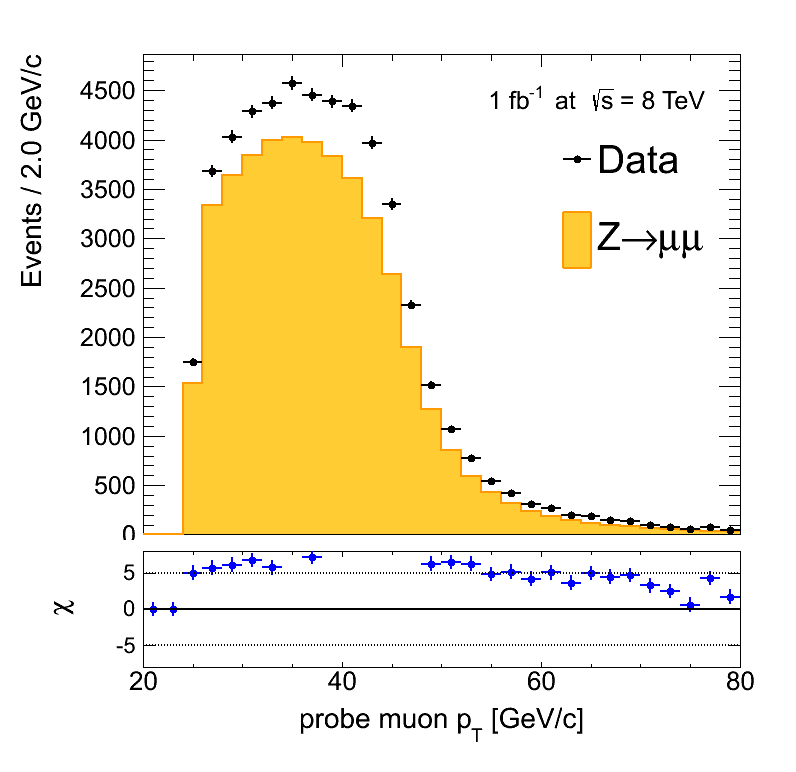 Events / 2.0 GeV/c
4500
4000
3500
3000
2500
2000
1500
1000
500
0
1 fb⁻¹ at √s = 8 TeV
Data
Z→μμ
χ
5
0
-5
20 40 60 80
probe muon p_T [GeV/c]